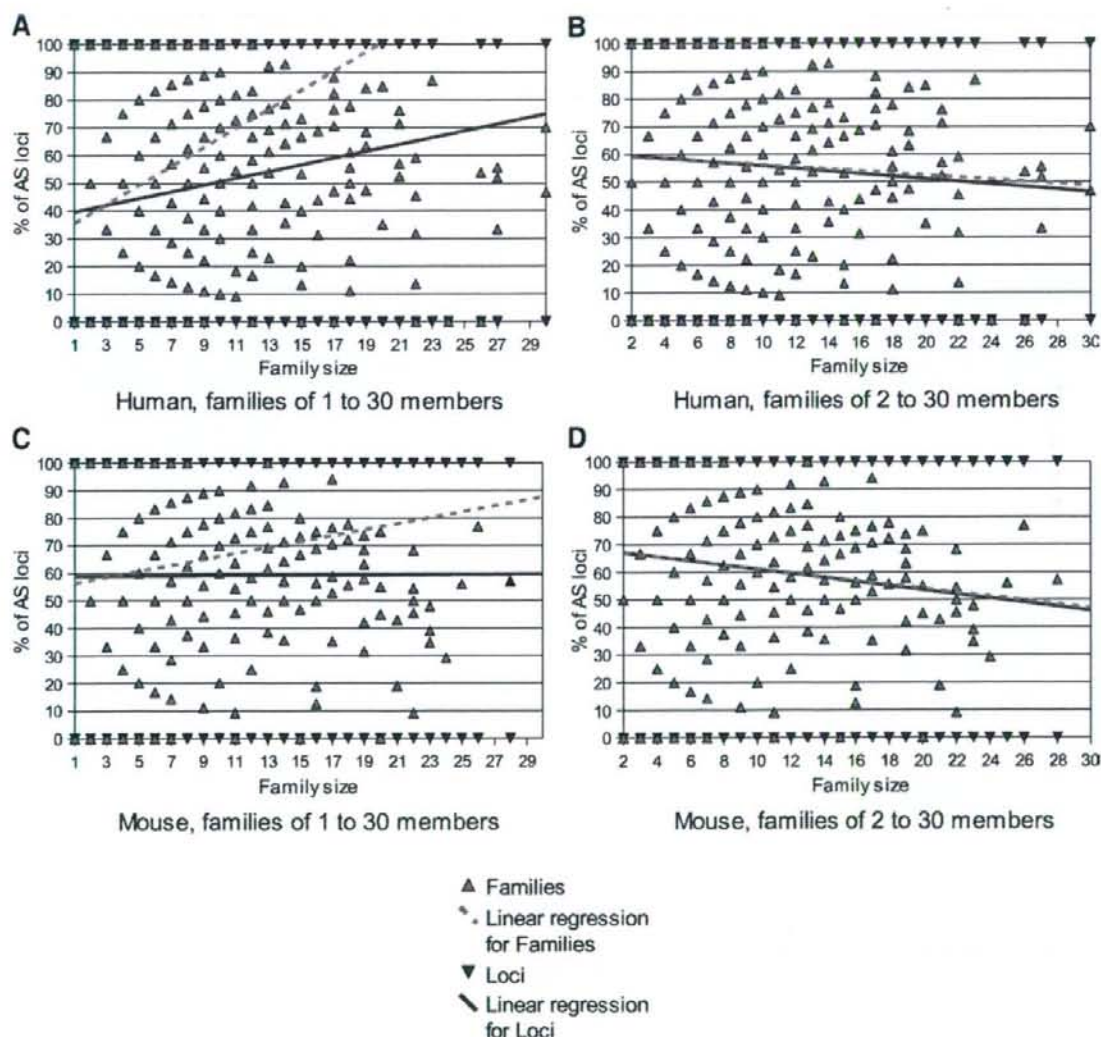 A
B
100
90
80
70
60
50
40
30
20
10
0
% of AS loci
1 3 5 7 9 11 13 15 17 19 21 23 25 27 29
Family size
Human, families of 1 to 30 members
100
90
80
70
60
50
40
30
20
10
0
% of AS loci
2 4 6 8 10 12 14 16 18 20 22 24 26 28 30
Family size
Human, families of 2 to 30 members
C
D
100
90
80
70
60
50
40
30
20
10
0
% of AS loci
1 3 5 7 9 11 13 15 17 19 21 23 25 27 29
Family size
Mouse, families of 1 to 30 members
100
90
80
70
60
50
40
30
20
10
0
% of AS loci
2 4 6 8 10 12 14 16 18 20 22 24 26 28 30
Family size
Mouse, families of 2 to 30 members
Families
Linear regression
for Families
Loci
Linear regression
for Loci